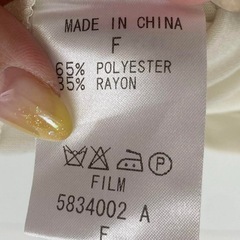 MADE IN CHINA
F
65% POLYESTER
35% RAYON
FILM
5834002 A
F